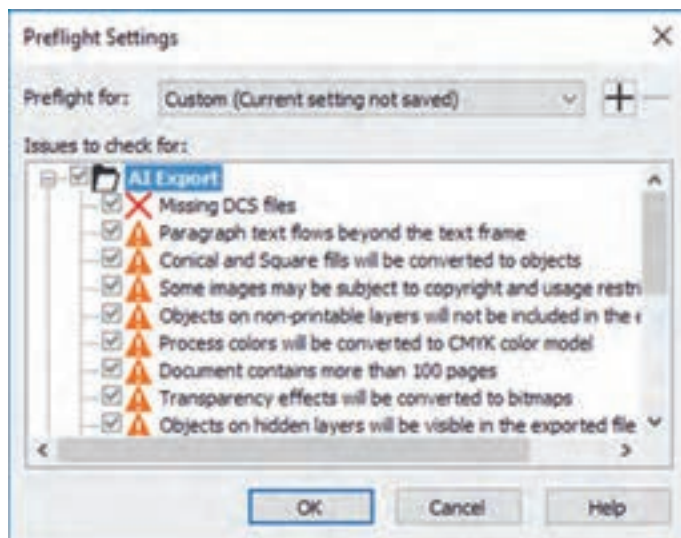 Preflight Settings
Prefight for: Custom (Current setting not saved)
Issues to check for:
AI Export
Missing DCS files
Paragraph text flows beyond the text frame
Conical and Square fills will be converted to objects
Some images may be subject to copyright and usage restri
Objects on non-printable layers will not be included in the e
Process colors will be converted to CMYK color model
Document contains more than 100 pages
Transparency effects will be converted to bitmaps
Objects on hidden layers will be visible in the exported file
OK Cancel Help